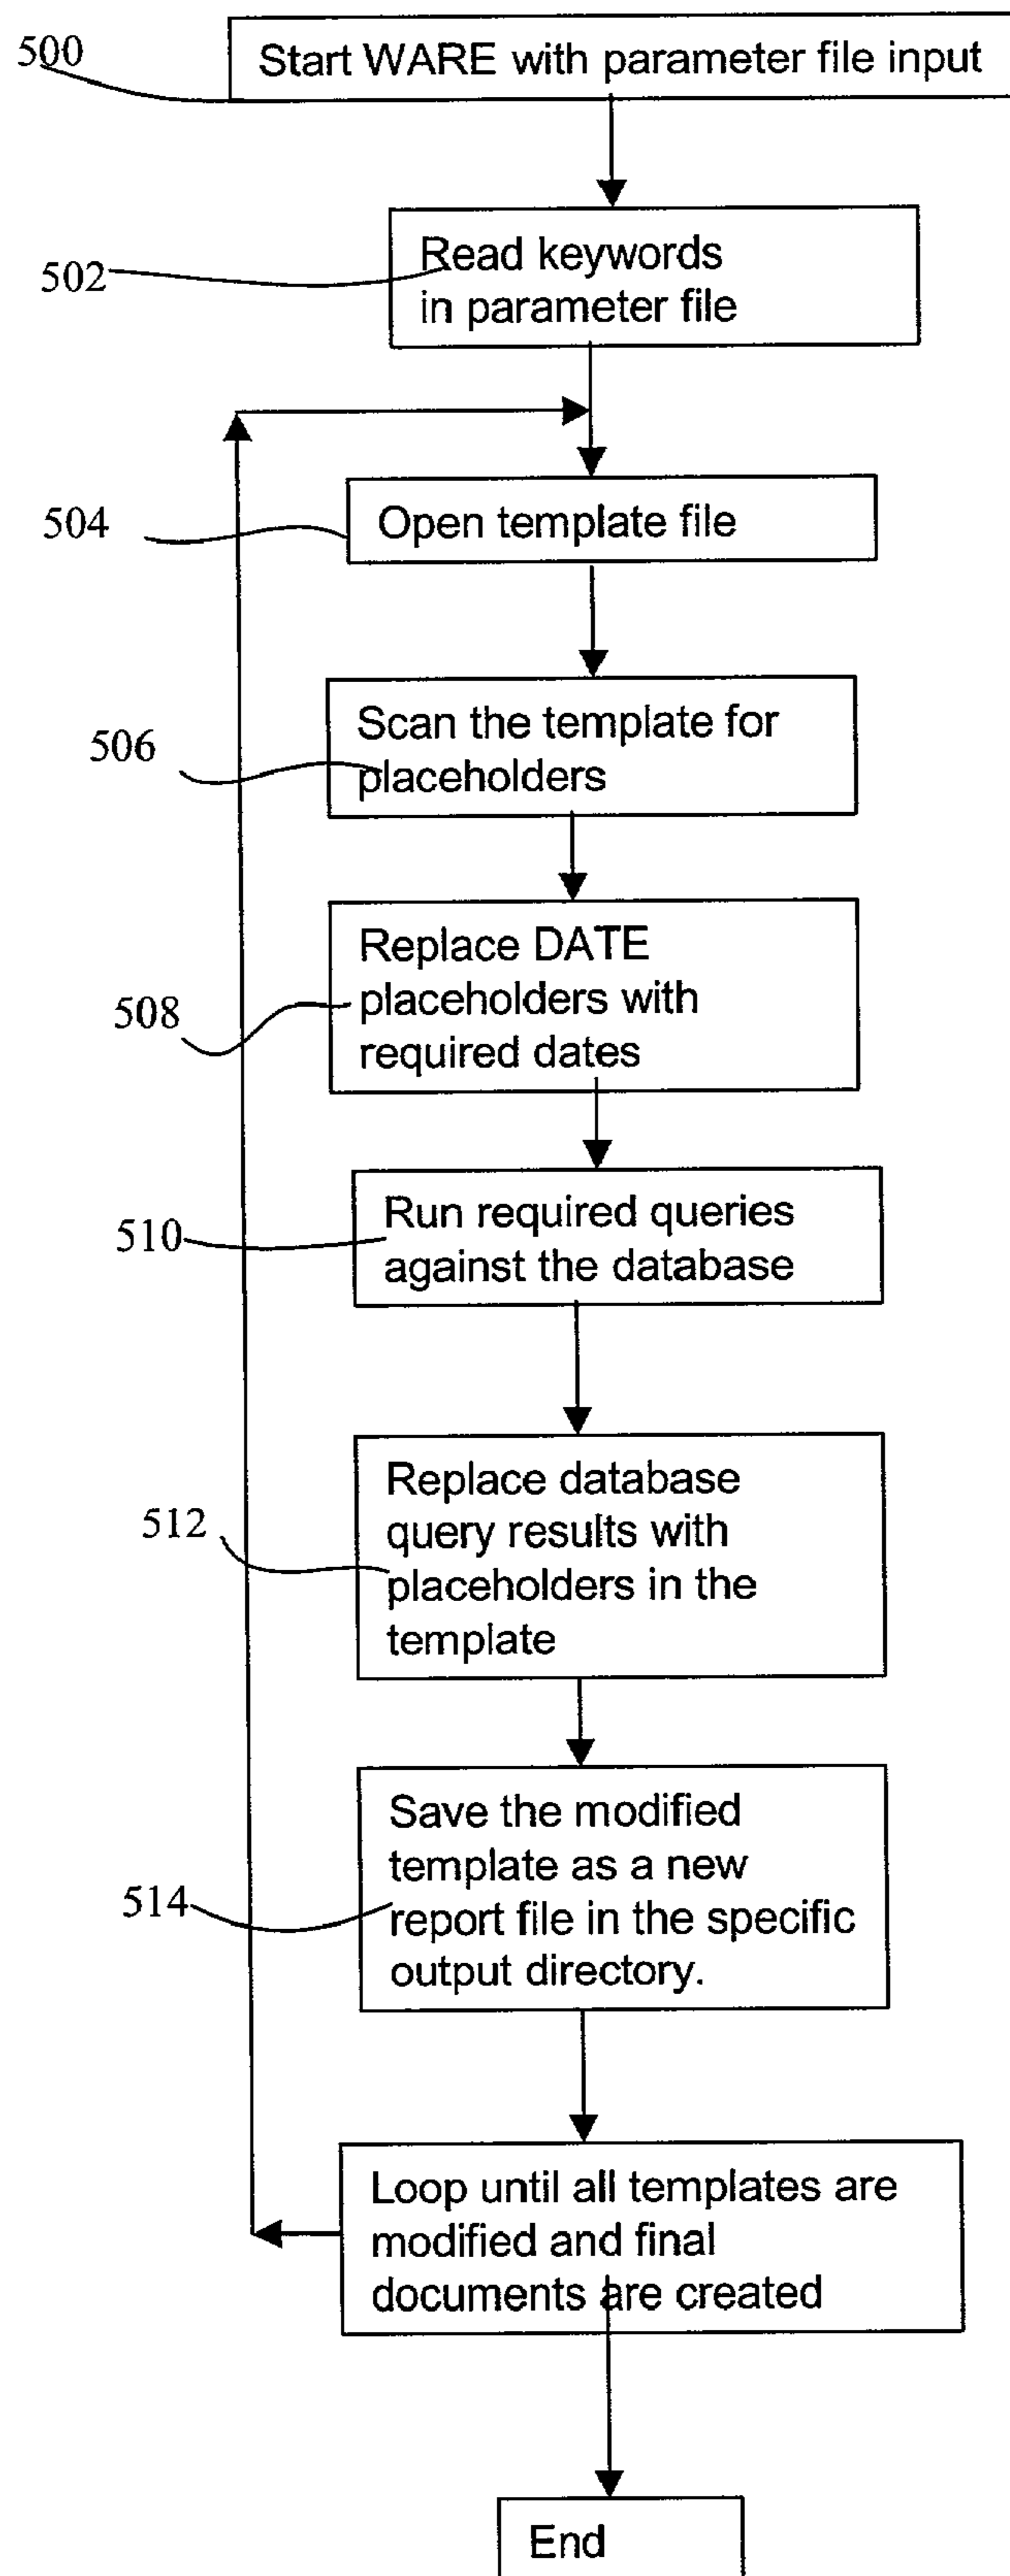 500
Start WARE with parameter file input
502
Read keywords
in parameter file
504
Open template file
506
Scan the template for
placeholders
508
Replace DATE
placeholders with
required dates
510
Run required queries
against the database
512
Replace database
query results with
placeholders in the
template
514
Save the modified
template as a new
report file in the specific
output directory.
Loop until all templates are
modified and final
documents are created
End